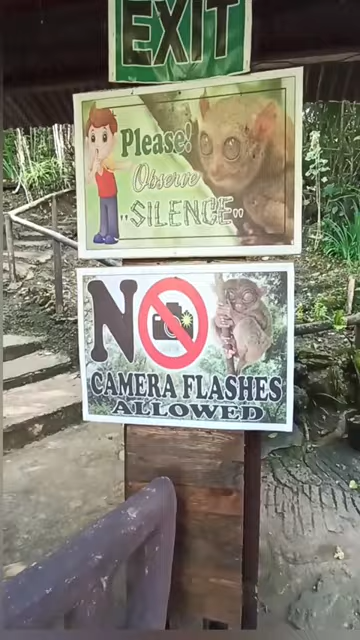 EXIT
Please!
Observe
"SILENCE"
NO
CAMERA FLASHES
ALLOWED